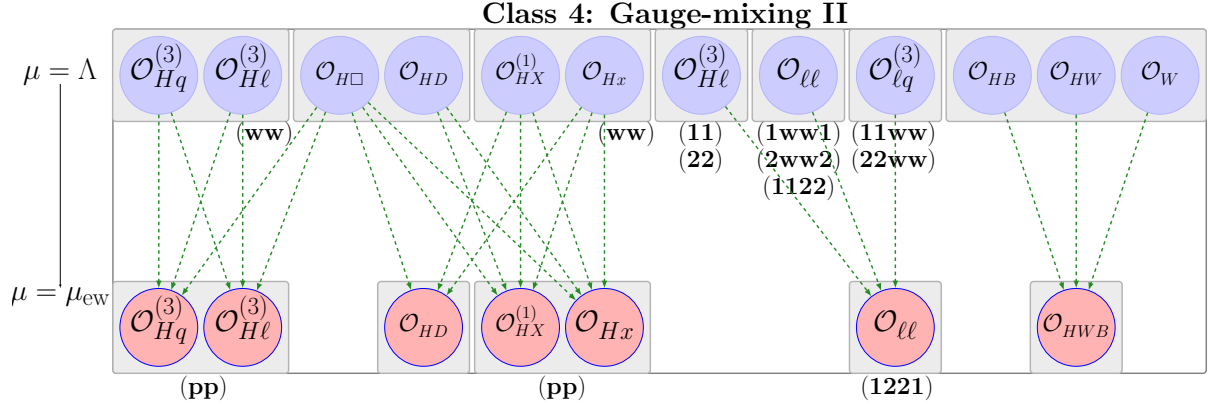 Class 4: Gauge-mixing II
μ = Λ
𝒪_{Hq}^{(3)} 𝒪_{Hℓ}^{(3)} 𝒪_{H□} 𝒪_{HD} 𝒪_{HX}^{(1)} 𝒪_{Hx} 𝒪_{Hℓ}^{(3)} 𝒪_{ℓℓ} 𝒪_{ℓq}^{(3)} 𝒪_{HB} 𝒪_{HW} 𝒪_{W}
(ww) (ww) (11) (1ww1) (11ww)
(22) (2ww2) (22ww)
(1122)
μ = μ_{ew}
𝒪_{Hq}^{(3)} 𝒪_{Hℓ}^{(3)} 𝒪_{HD} 𝒪_{HX}^{(1)} 𝒪_{Hx} 𝒪_{ℓℓ} 𝒪_{HWB}
(pp) (pp) (1221)